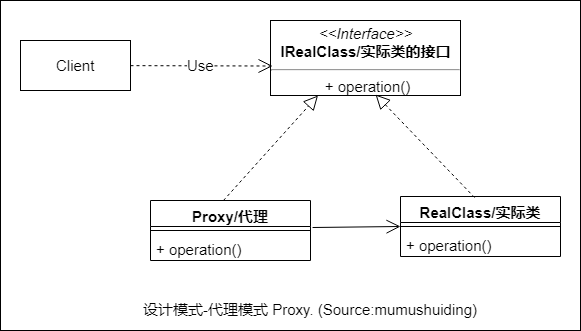 <<Interface>>
IRealClass/实际类的接口
Client
Use
+ operation()
Proxy/代理
RealClass/实际类
+ operation()
+ operation()
设计模式-代理模式 Proxy. (Source:mumushuiding)